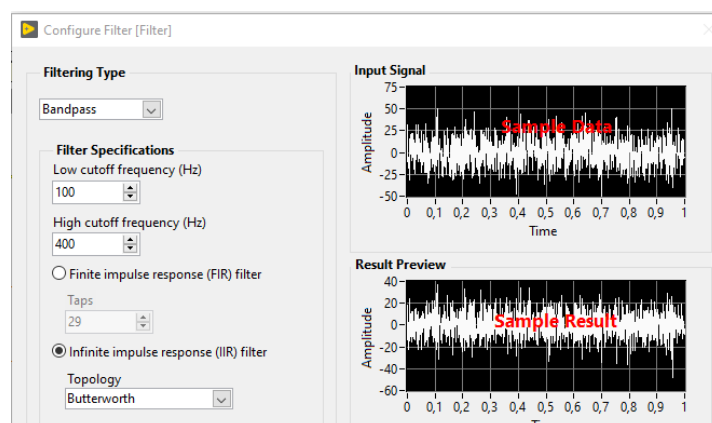 Configure Filter [Filter]
Filtering Type
Bandpass
Filter Specifications
Low cutoff frequency (Hz)
100
High cutoff frequency (Hz)
400
Finite impulse response (FIR) filter
Taps
29
Infinite impulse response (IIR) filter
Topology
Butterworth
Input Signal
75
50
25
0
-25
-50
Amplitude
Sample Data
0 0,1 0,2 0,3 0,4 0,5 0,6 0,7 0,8 0,9 1
Time
Result Preview
40
20
0
-20
-40
-60
Amplitude
Sample Result
0 0,1 0,2 0,3 0,4 0,5 0,6 0,7 0,8 0,9 1